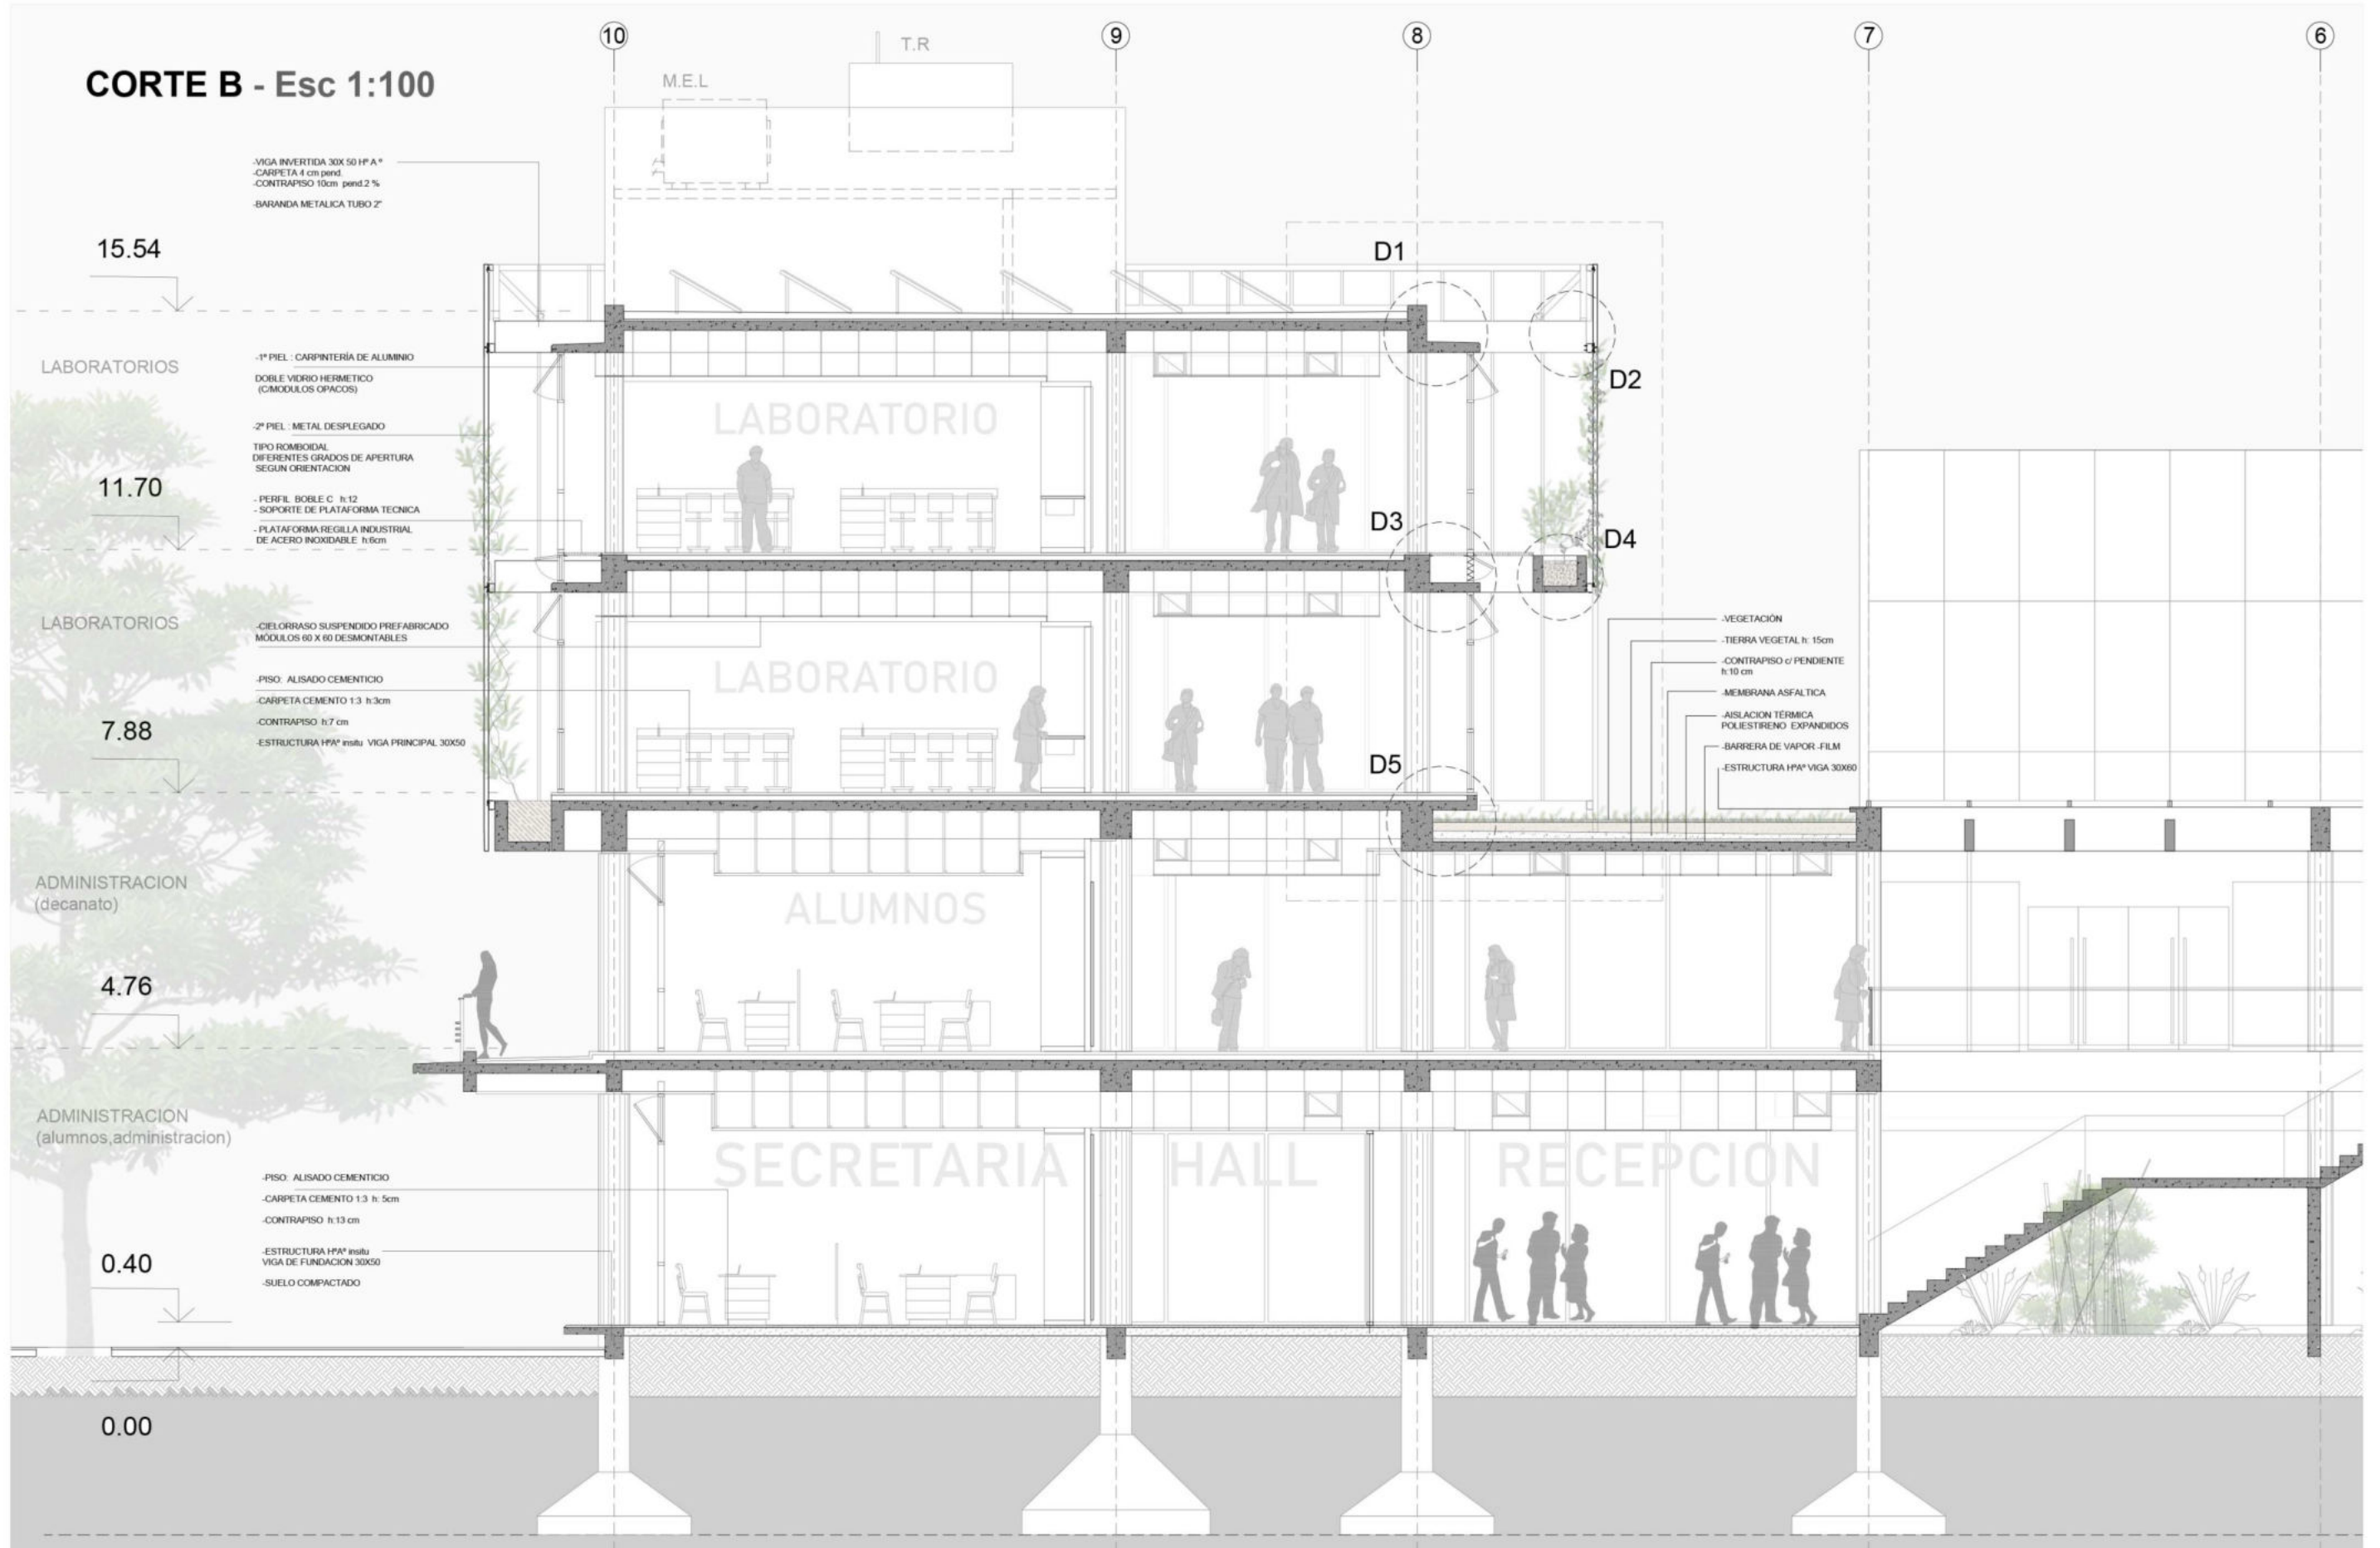 10
9
8
7
6
CORTE B - Esc 1:100
T.R
M.E.L
-VIGA INVERTIDA 30X 50 Hº A º
-CARPETA 4 cm pend.
-CONTRAPISO 10cm pend.2 %
-BARANDA METALICA TUBO 2"
15.54
D1
LABORATORIOS
-1ª PIEL : CARPINTERÍA DE ALUMINIO
DOBLE VIDRIO HERMETICO
(C/MODULOS OPACOS)
D2
-2ª PIEL : METAL DESPLEGADO
TIPO ROMBOIDAL
DIFERENTES GRADOS DE APERTURA
SEGUN ORIENTACION
LABORATORIO
11.70
- PERFIL BOBLE C h:12
- SOPORTE DE PLATAFORMA TECNICA
- PLATAFORMA:REGILLA INDUSTRIAL
DE ACERO INOXIDABLE h:6cm
D3
D4
LABORATORIOS
-CIELORRASO SUSPENDIDO PREFABRICADO
MÓDULOS 60 X 60 DESMONTABLES
-PISO: ALISADO CEMENTICIO
-CARPETA CEMENTO 1:3 h:3cm
-CONTRAPISO h:7 cm
-ESTRUCTURA HªAº insitu VIGA PRINCIPAL 30X50
LABORATORIO
7.88
D5
-VEGETACIÓN
-TIERRA VEGETAL h: 15cm
-CONTRAPISO c/ PENDIENTE
h:10 cm
-MEMBRANA ASFALTICA
-AISLACION TÉRMICA
POLIESTIRENO EXPANDIDOS
-BARRERA DE VAPOR -FILM
-ESTRUCTURA HªAº VIGA 30X60
ADMINISTRACION
(decanato)
ALUMNOS
4.76
ADMINISTRACION
(alumnos,administracion)
SECRETARIA
HALL
RECEPCION
-PISO: ALISADO CEMENTICIO
-CARPETA CEMENTO 1:3 h: 5cm
-CONTRAPISO h:13 cm
-ESTRUCTURA HªAº insitu
VIGA DE FUNDACION 30X50
-SUELO COMPACTADO
0.40
0.00